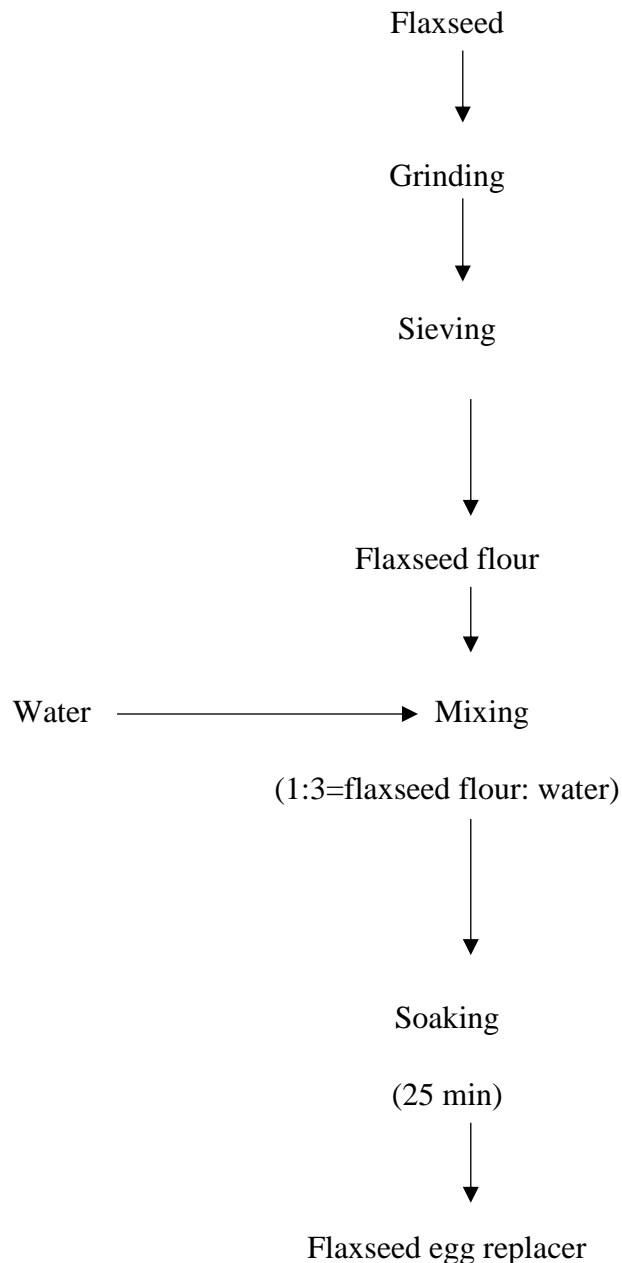 Flaxseed
Grinding
Sieving
Flaxseed flour
Water
Mixing
(1:3=flaxseed flour: water)
Soaking
(25 min)
Flaxseed egg replacer